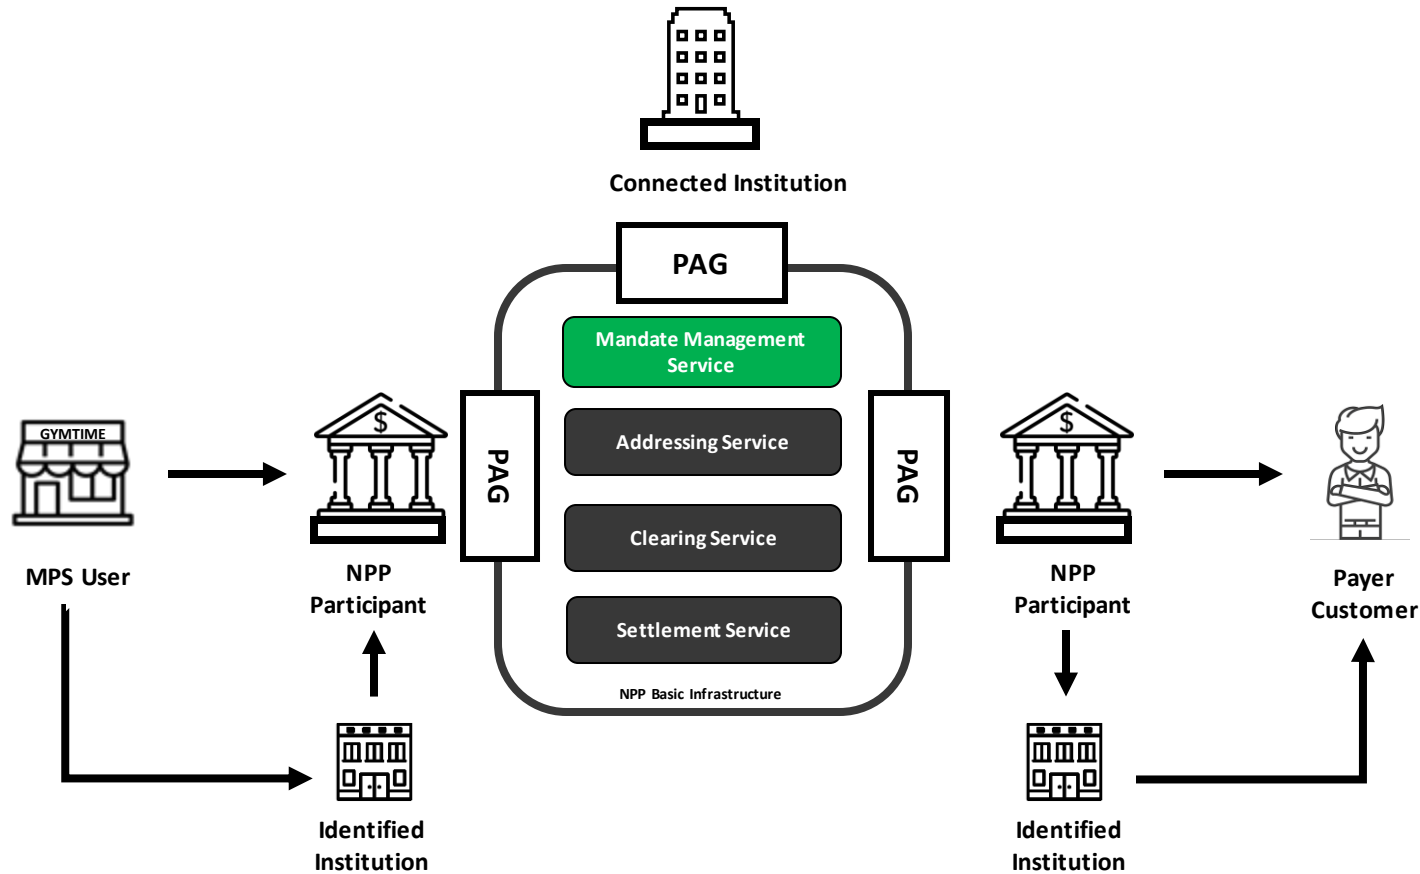 Connected Institution
PAG
Mandate Management
Service
GYMTIME
$
PAG
Addressing Service
PAG
$
Clearing Service
MPS User
NPP
Participant
NPP
Participant
Payer
Customer
Settlement Service
NPP Basic Infrastructure
Identified
Institution
Identified
Institution